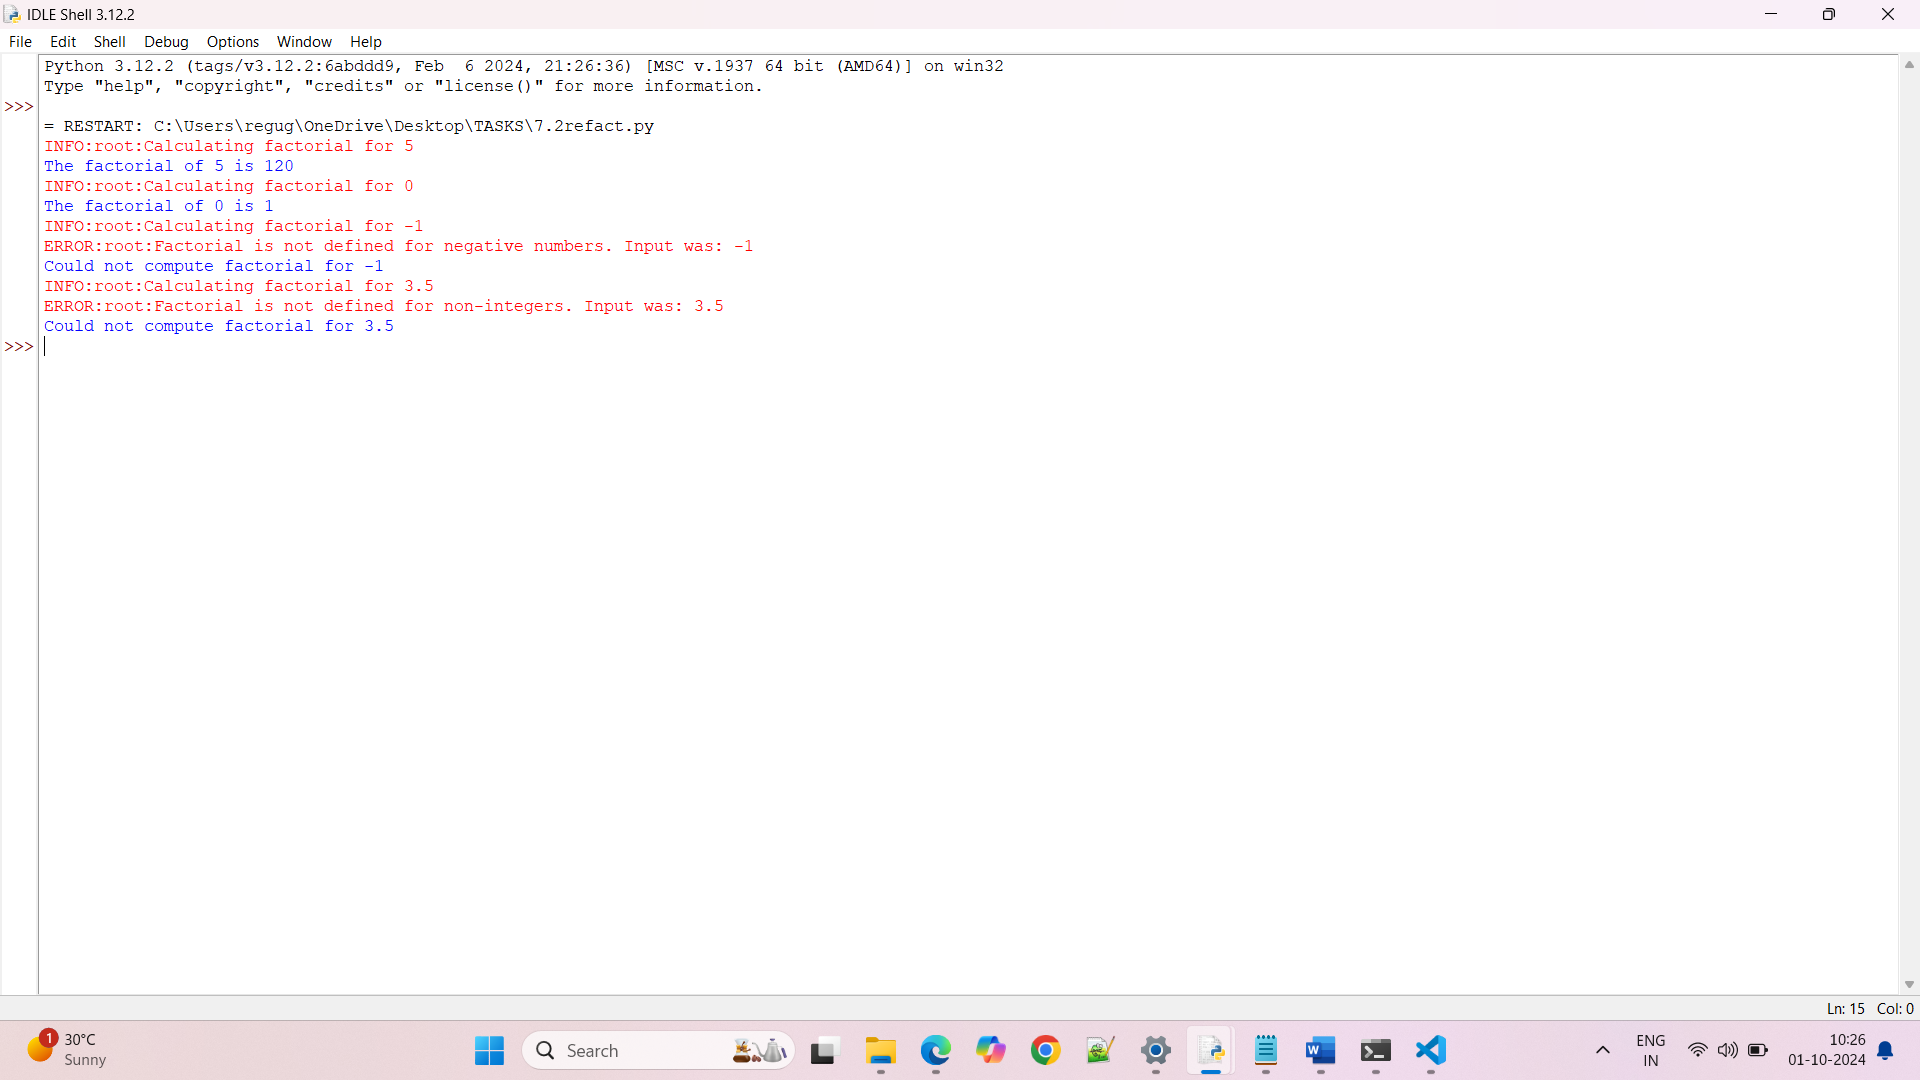 IDLE Shell 3.12.2
File Edit Shell Debug Options Window Help
Python 3.12.2 (tags/v3.12.2:6abddd9, Feb  6 2024, 21:26:36) [MSC v.1937 64 bit (AMD64)] on win32
Type "help", "copyright", "credits" or "license()" for more information.
>>>
= RESTART: C:\Users\regug\OneDrive\Desktop\TASKS\7.2refact.py
INFO:root:Calculating factorial for 5
The factorial of 5 is 120
INFO:root:Calculating factorial for 0
The factorial of 0 is 1
INFO:root:Calculating factorial for -1
ERROR:root:Factorial is not defined for negative numbers. Input was: -1
Could not compute factorial for -1
INFO:root:Calculating factorial for 3.5
ERROR:root:Factorial is not defined for non-integers. Input was: 3.5
Could not compute factorial for 3.5
>>>
Ln: 15 Col: 0
1
30°C
Sunny
Search
ENG
IN
10:26
01-10-2024